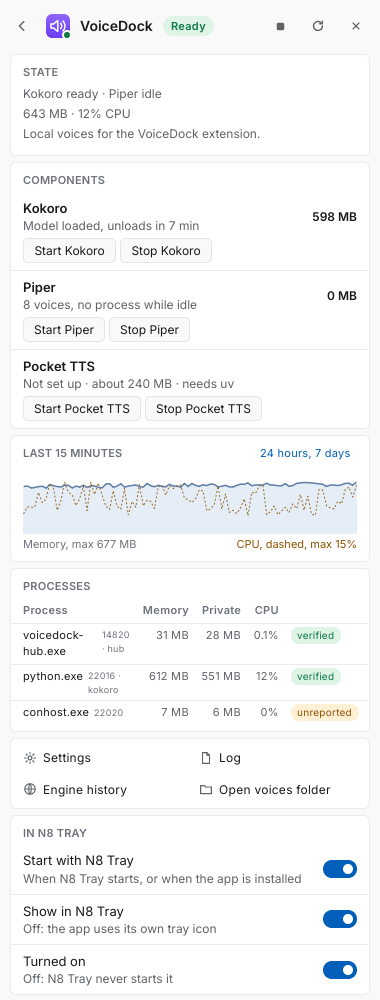 VoiceDock Ready
STATE
Kokoro ready · Piper idle
643 MB · 12% CPU
Local voices for the VoiceDock extension.
COMPONENTS
Kokoro
Model loaded, unloads in 7 min
598 MB
Start Kokoro Stop Kokoro
Piper
8 voices, no process while idle
0 MB
Start Piper Stop Piper
Pocket TTS
Not set up · about 240 MB · needs uv
Start Pocket TTS Stop Pocket TTS
LAST 15 MINUTES 24 hours, 7 days
Memory, max 677 MB CPU, dashed, max 15%
PROCESSES
Process Memory Private CPU
voicedock-hub.exe 14820 · hub 31 MB 28 MB 0.1% verified
python.exe 22016 · kokoro 612 MB 551 MB 12% verified
conhost.exe 22020 7 MB 6 MB 0% unreported
Settings Log
Engine history Open voices folder
IN N8 TRAY
Start with N8 Tray
When N8 Tray starts, or when the app is installed
Show in N8 Tray
Off: the app uses its own tray icon
Turned on
Off: N8 Tray never starts it